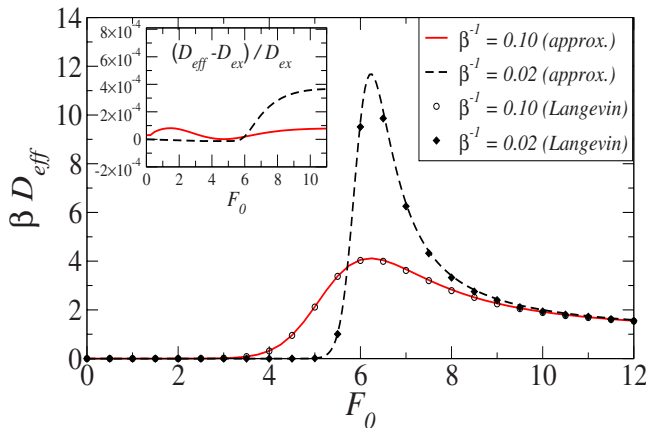 14
12
10
8
6
4
2
0
β D_eff
8×10⁻⁴
6×10⁻⁴
4×10⁻⁴
2×10⁻⁴
0
-2×10⁻⁴
(D_eff -D_ex) / D_ex
0 2 4 6 8 10
F_0
β⁻¹ = 0.10 (approx.)
β⁻¹ = 0.02 (approx.)
β⁻¹ = 0.10 (Langevin)
β⁻¹ = 0.02 (Langevin)
0 2 4 6 8 10 12
F_0